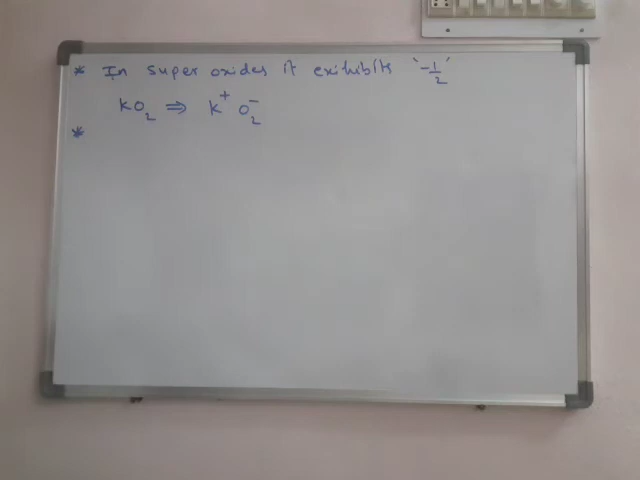 * In super oxides it exhibits '-1/2'
KO₂ ⇒ K⁺ O₂⁻
*